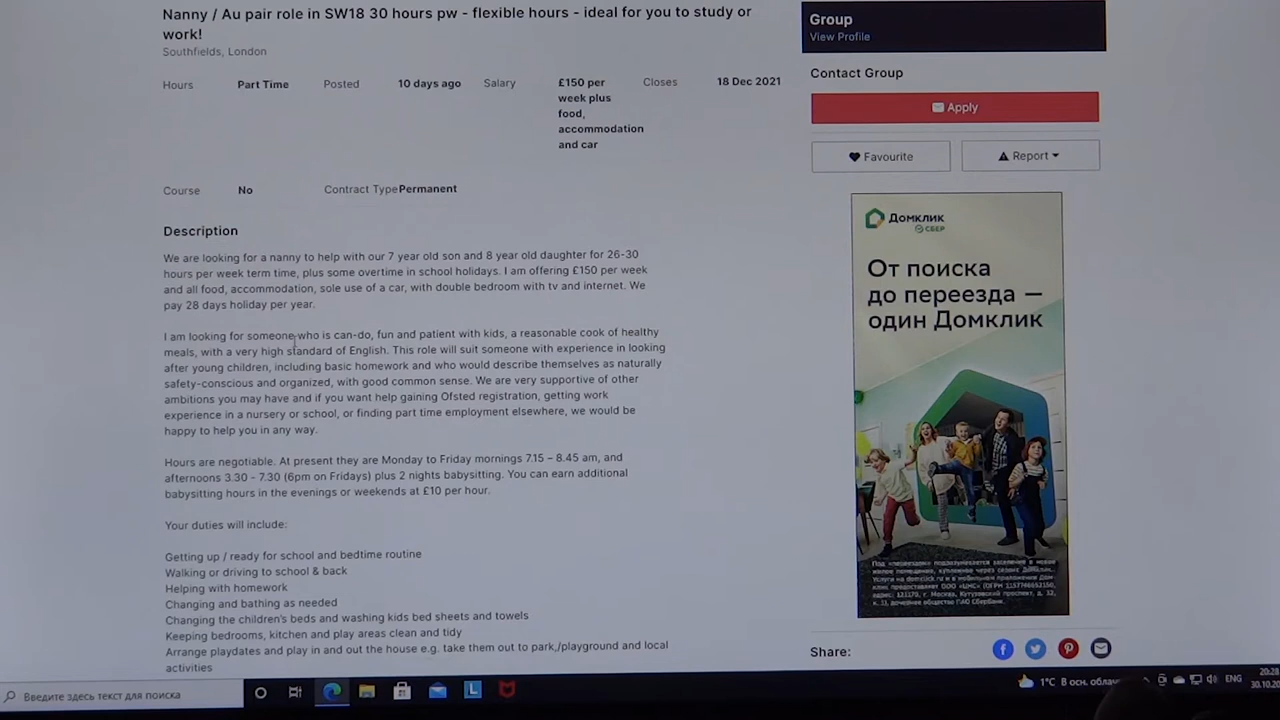 Nanny / Au pair role in SW18 30 hours pw - flexible hours - ideal for you to study or
work!
Southfields, London
Hours Part Time Posted 10 days ago Salary £150 per
week plus
food,
accommodation
and car
Closes 18 Dec 2021
Course No Contract Type Permanent
Description
We are looking for a nanny to help with our 7 year old son and 8 year old daughter for 26-30
hours per week term time, plus some overtime in school holidays. I am offering £150 per week
and all food, accommodation, sole use of a car, with double bedroom with tv and internet. We
pay 28 days holiday per year.
I am looking for someone who is can-do, fun and patient with kids, a reasonable cook of healthy
meals, with a very high standard of English. This role will suit someone with experience in looking
after young children, including basic homework and who would describe themselves as naturally
safety-conscious and organized, with good common sense. We are very supportive of other
ambitions you may have and if you want help gaining Ofsted registration, getting work
experience in a nursery or school, or finding part time employment elsewhere, we would be
happy to help you in any way.
Hours are negotiable. At present they are Monday to Friday mornings 7.15 – 8.45 am, and
afternoons 3.30 - 7.30 (6pm on Fridays) plus 2 nights babysitting. You can earn additional
babysitting hours in the evenings or weekends at £10 per hour.
Your duties will include:
Getting up / ready for school and bedtime routine
Walking or driving to school & back
Helping with homework
Changing and bathing as needed
Changing the children's beds and washing kids bed sheets and towels
Keeping bedrooms, kitchen and play areas clean and tidy
Arrange playdates and play in and out the house e.g. take them out to park,/playground and local
activities
Group
View Profile
Contact Group
Apply
Favourite
Report
Домклик
СБЕР
От поиска
до переезда —
один Домклик
Share:
Введите здесь текст для поиска
1°C В осн. облач
ENG
20:28
30.10.20